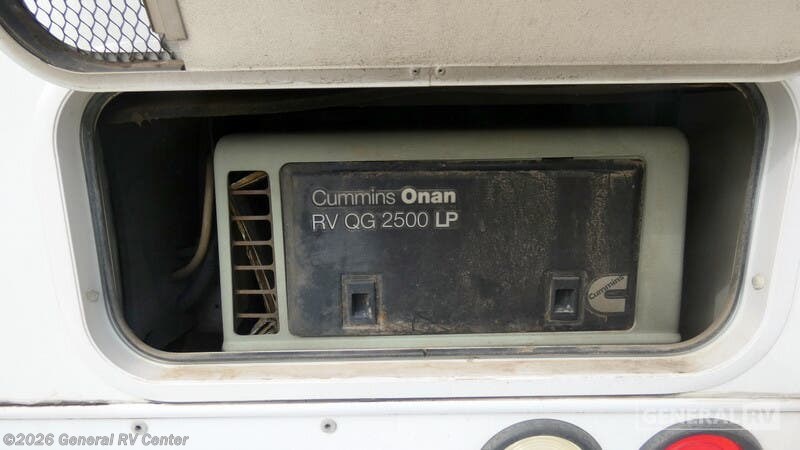 Cummins Onan
RV QG 2500 LP
Cummins
GENERAL RV
©2026 General RV Center